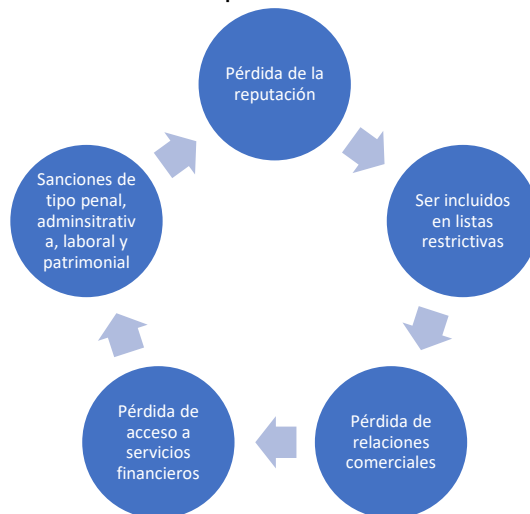 Pérdida de la
reputación
Ser incluidos
en listas
restrictivas
Pérdida de
relaciones
comerciales
Pérdida de
acceso a
servicios
financieros
Sanciones de
tipo penal,
adminsitrativ
a, laboral y
patrimonial